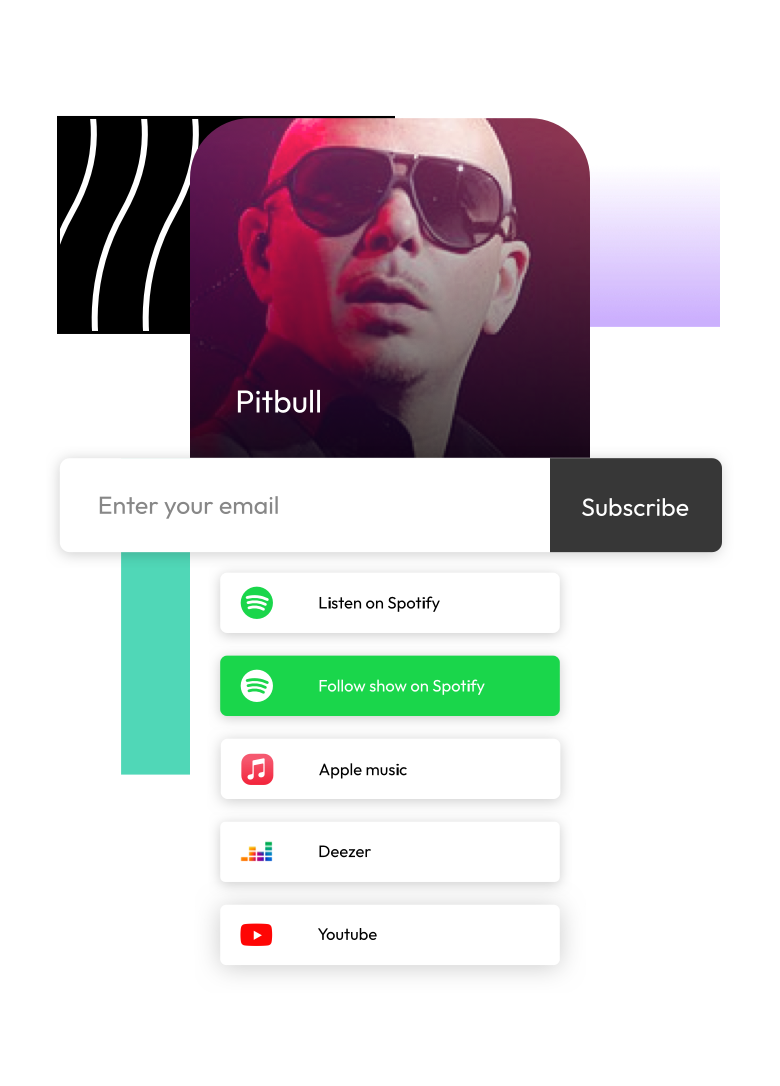 Pitbull
Enter your email
Subscribe
Listen on Spotify
Follow show on Spotify
Apple music
Deezer
Youtube